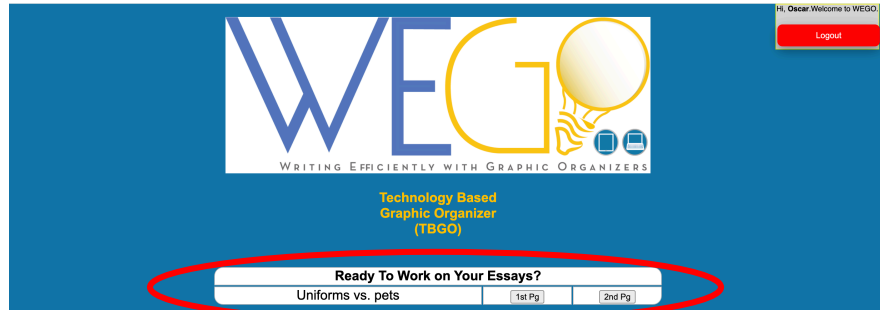 Hi, Oscar.Welcome to WEGO.
Logout
WEGO
WRITING EFFICIENTLY WITH GRAPHIC ORGANIZERS
Technology Based
Graphic Organizer
(TBGO)
Ready To Work on Your Essays?
Uniforms vs. pets 1st Pg 2nd Pg